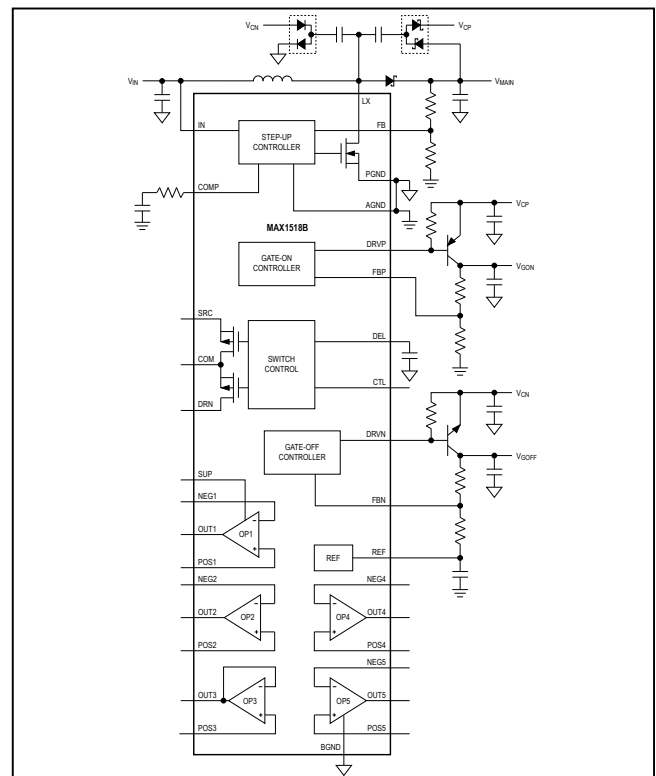 VCN
VCP
VIN
VMAIN
LX
IN
STEP-UP
CONTROLLER
FB
PGND
COMP
AGND
MAX1518B
VCP
GATE-ON
CONTROLLER
DRVP
FBP
VGON
SRC
COM
DRN
SWITCH
CONTROL
DEL
CTL
VCN
GATE-OFF
CONTROLLER
DRVN
VGOFF
FBN
SUP
NEG1
OUT1
OP1
POS1
REF
REF
NEG2
OUT2
OP2
POS2
NEG4
OP4
OUT4
POS4
OUT3
OP3
POS3
NEG5
OP5
OUT5
POS5
BGND
-
+
-
+
-
+
-
+
-
+